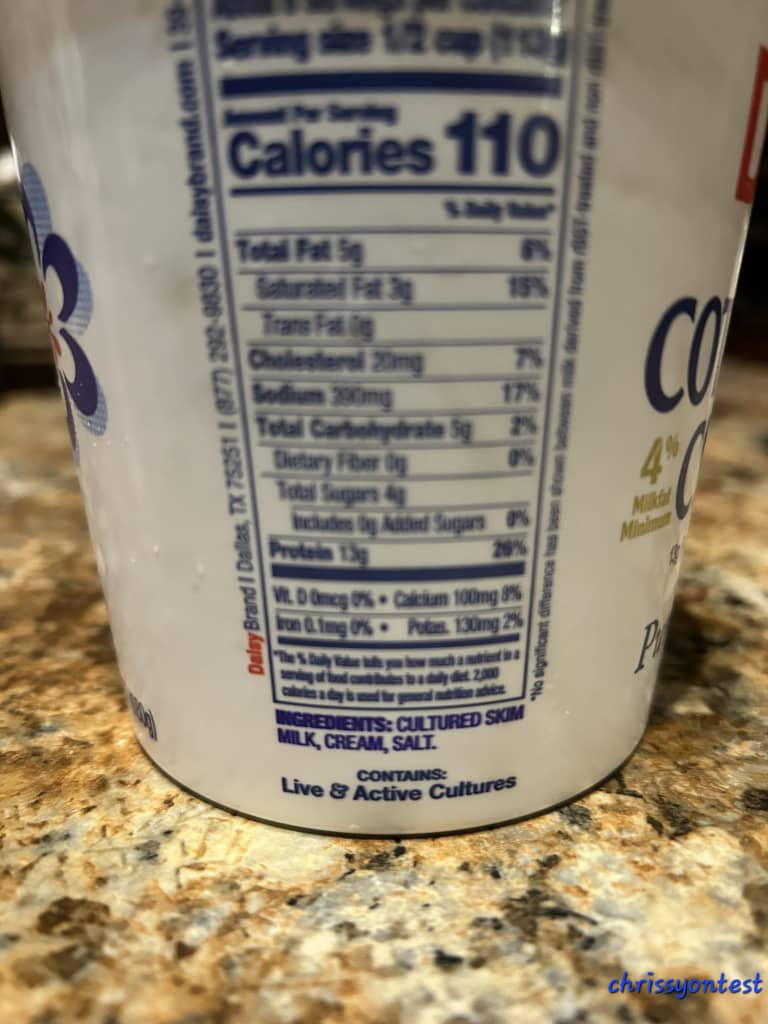 Serving size 1/2 cup
Amount Per Serving
Calories 110
% Daily Value*
Total Fat 5g 6%
Saturated Fat 3g 15%
Trans Fat 0g
Cholesterol 20mg 7%
Sodium 390mg 17%
Total Carbohydrate 5g 2%
Dietary Fiber 0g 0%
Total Sugars 4g
Includes 0g Added Sugars 0%
Protein 13g 26%
Vit. D 0mcg 0% • Calcium 100mg 8%
Iron 0.1mg 0% • Potas. 130mg 2%
*The % Daily Value tells you how much a nutrient in a
serving of food contributes to a daily diet. 2,000
calories a day is used for general nutrition advice.
INGREDIENTS: CULTURED SKIM
MILK, CREAM, SALT.
CONTAINS:
Live & Active Cultures
Daisy Brand | Dallas, TX 75251 | (877) 292-9830 | daisybrand.com
*No significant difference has been shown between milk derived from rBST-treated and non rBST
4%
Milkfat
Minimum
chrissyontest